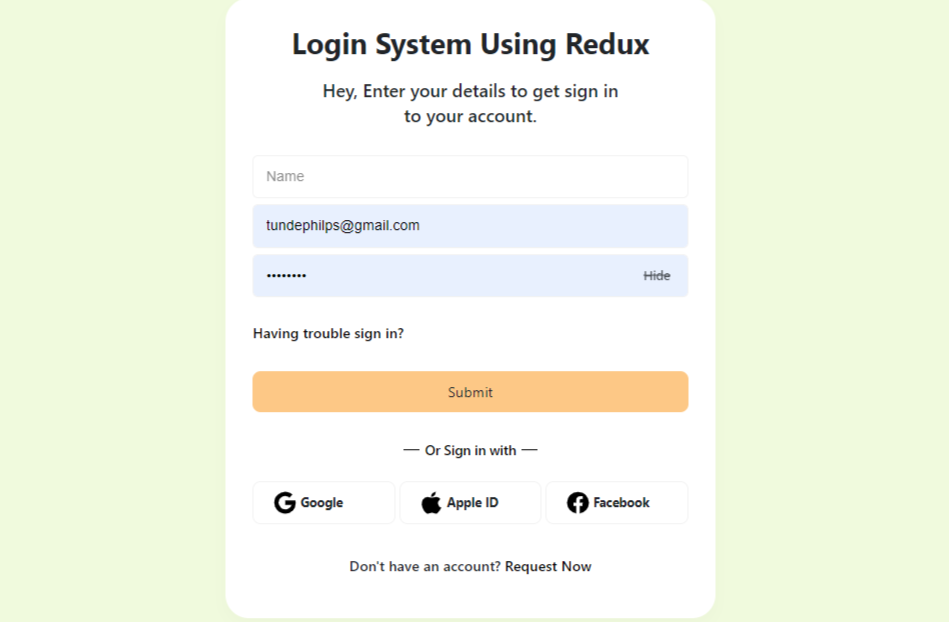 Login System Using Redux
Hey, Enter your details to get sign in
to your account.
Name
tundephilps@gmail.com
••••••••
Hide
Having trouble sign in?
Submit
— Or Sign in with —
Google
Apple ID
Facebook
Don't have an account? Request Now